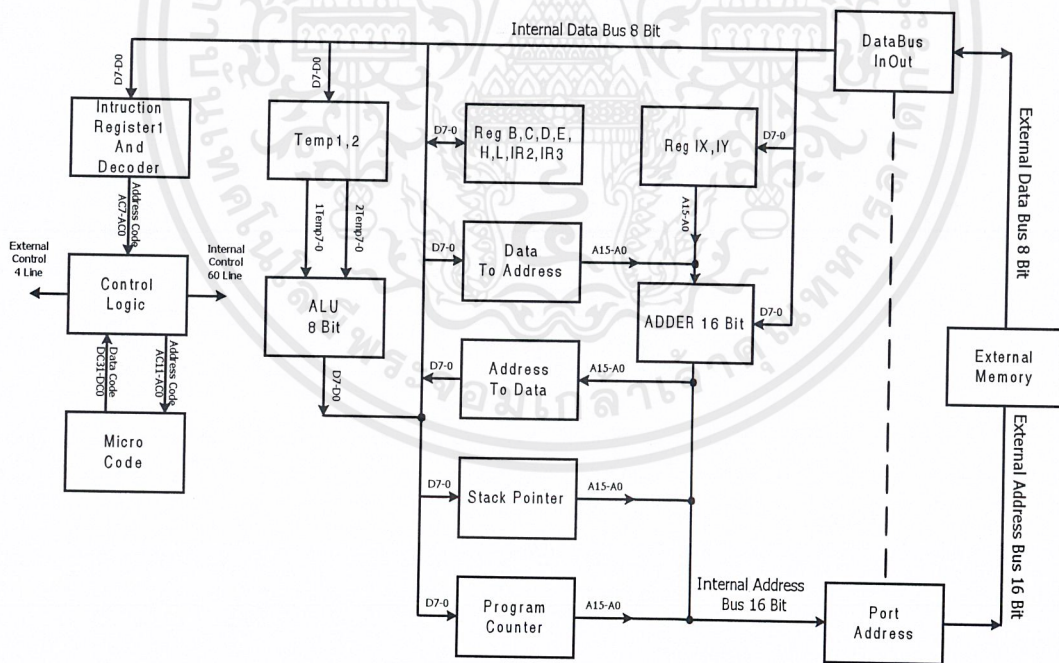 Internal Data Bus 8 Bit
DataBus
InOut
D7-D0
D7-D0
Intruction
Register1
And
Decoder
Temp1,2
D7-0
Reg B,C,D,E,
H,L,IR2,IR3
Reg IX,IY
D7-0
External Data Bus 8 Bit
Address Code
AC7-AC0
1Temp7-0
2Temp7-0
A15-A0
External
Control
4 Line
Control
Logic
Internal
Control
60 Line
D7-0
Data
To Address
A15-A0
ALU
8 Bit
ADDER 16 Bit
D7-0
Data Code
DC31-DC0
Address Code
AC11-AC0
External
Memory
D7-D0
D7-0
Address
To Data
A15-A0
Micro
Code
External Address Bus 16 Bit
D7-0
Stack Pointer
A15-A0
D7-0
Program
Counter
A15-A0
Internal Address
Bus 16 Bit
Port
Address